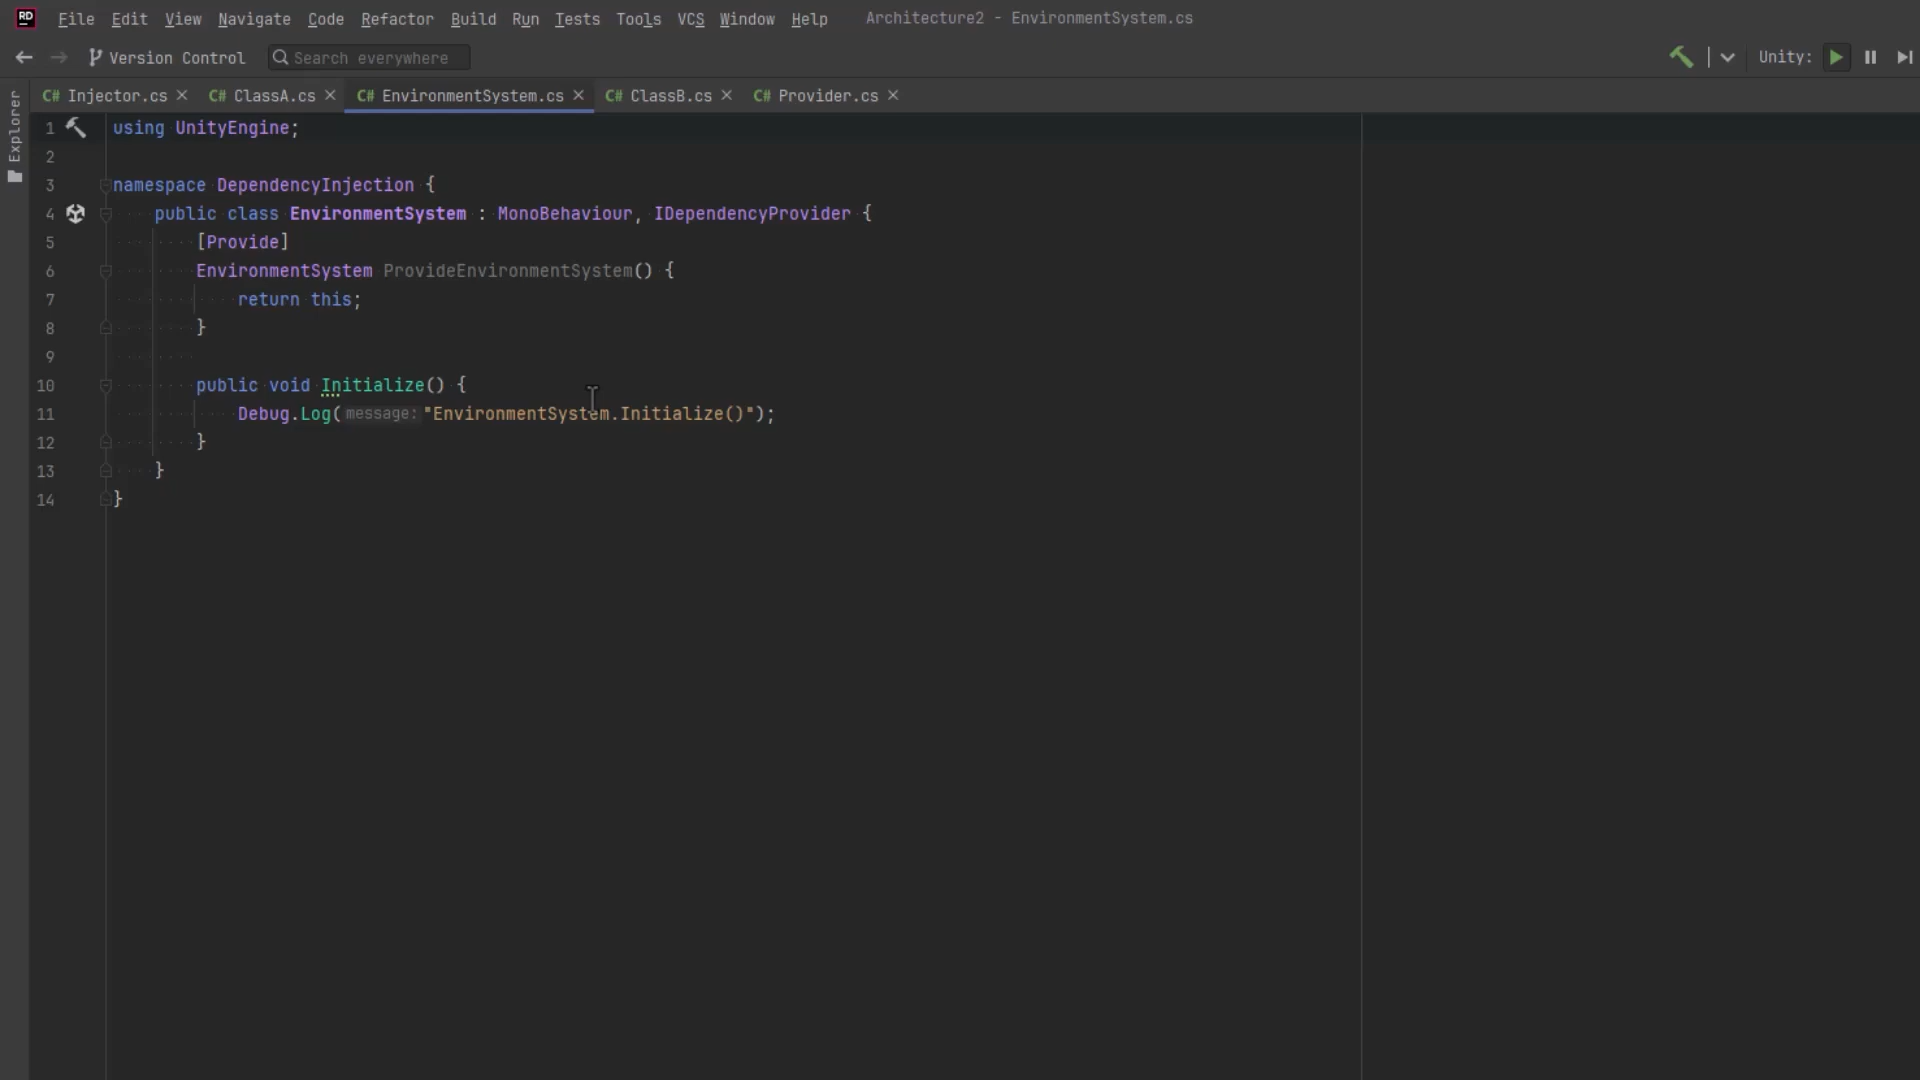 RD File Edit View Navigate Code Refactor Build Run Tests Tools VCS Window Help Architecture2 - EnvironmentSystem.cs
Version Control Search everywhere Unity:
Explorer
C# Injector.cs C# ClassA.cs C# EnvironmentSystem.cs C# ClassB.cs C# Provider.cs
1 using UnityEngine;
2
3 namespace DependencyInjection {
4 public class EnvironmentSystem : MonoBehaviour, IDependencyProvider {
5 [Provide]
6 EnvironmentSystem ProvideEnvironmentSystem() {
7 return this;
8 }
9
10 public void Initialize() {
11 Debug.Log(message: "EnvironmentSystem.Initialize()");
12 }
13 }
14 }